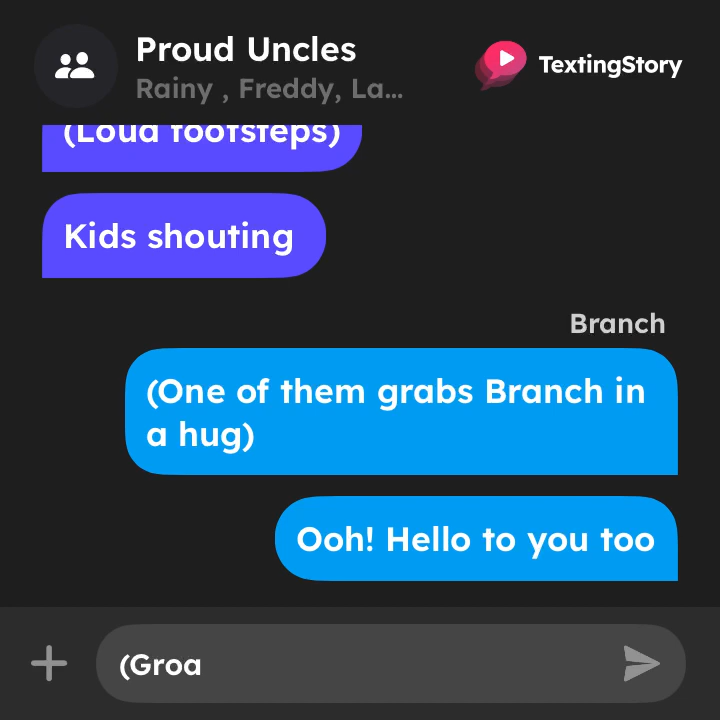 Proud Uncles
Rainy , Freddy, La...
TextingStory
(Loud footsteps)
Kids shouting
Branch
(One of them grabs Branch in
a hug)
Ooh! Hello to you too
(Groa